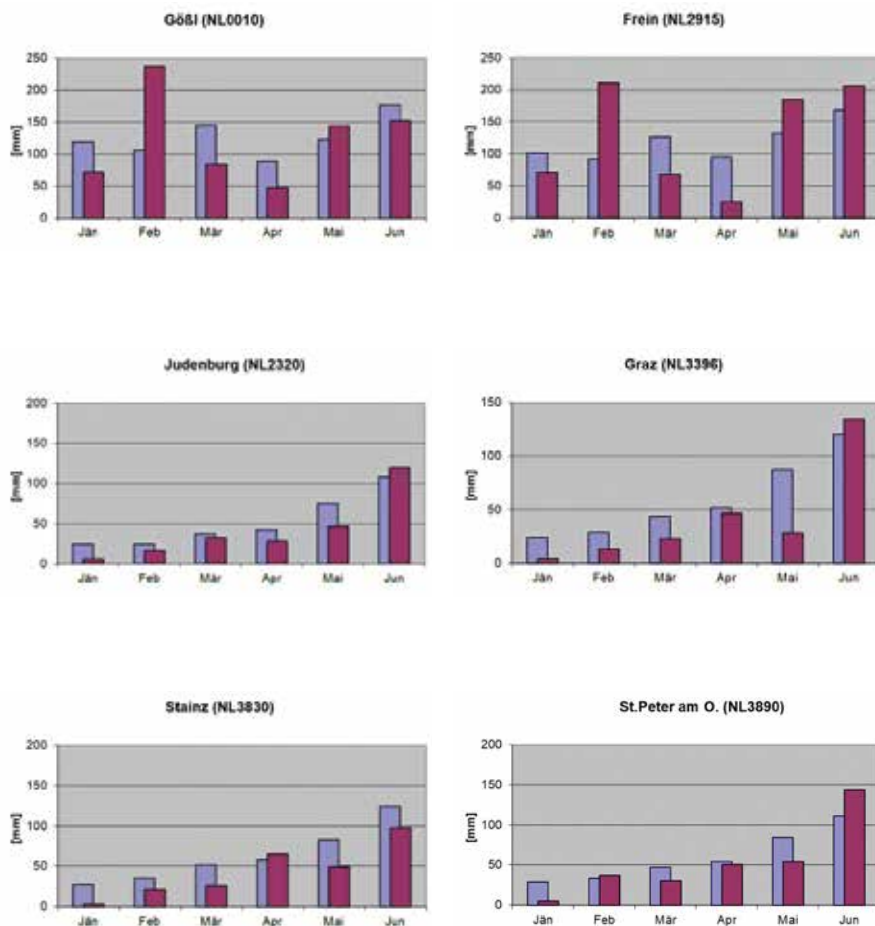 Gößl (NL0010)
250
200
150
100
50
0
[mm]
Jän Feb Mär Apr Mai Jun
Frein (NL2915)
250
200
150
100
50
0
[mm]
Jän Feb Mär Apr Mai Jun
Judenburg (NL2320)
200
150
100
50
0
[mm]
Jän Feb Mär Apr Mai Jun
Graz (NL3396)
150
100
50
0
[mm]
Jän Feb Mär Apr Mai Jun
Stainz (NL3830)
200
150
100
50
0
[mm]
Jän Feb Mär Apr Mai Jun
St.Peter am O. (NL3890)
200
150
100
50
0
[mm]
Jän Feb Mär Apr Mai Jun